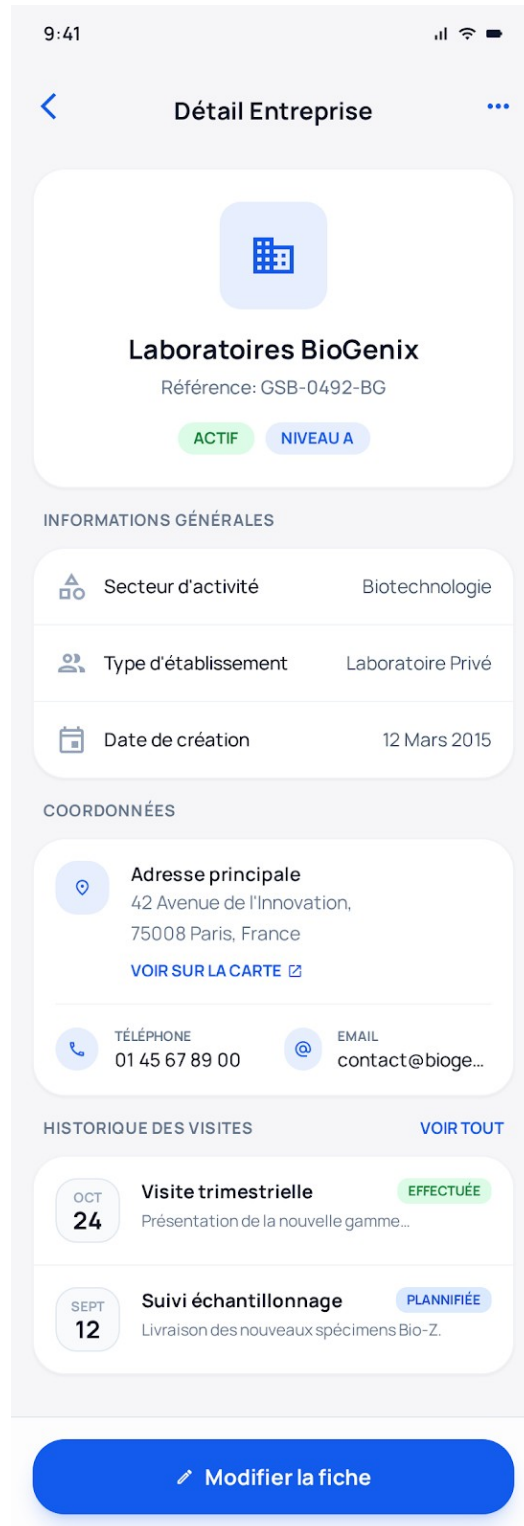 9:41
Détail Entreprise
Laboratoires BioGenix
Référence: GSB-0492-BG
ACTIF
NIVEAU A
INFORMATIONS GÉNÉRALES
Secteur d'activité
Biotechnologie
Type d'établissement
Laboratoire Privé
Date de création
12 Mars 2015
COORDONNÉES
Adresse principale
42 Avenue de l'Innovation,
75008 Paris, France
VOIR SUR LA CARTE
TÉLÉPHONE
01 45 67 89 00
EMAIL
contact@bioge...
HISTORIQUE DES VISITES
VOIR TOUT
OCT
24
Visite trimestrielle
EFFECTUÉE
Présentation de la nouvelle gamme...
SEPT
12
Suivi échantillonnage
PLANNIFIÉE
Livraison des nouveaux spécimens Bio-Z.
Modifier la fiche